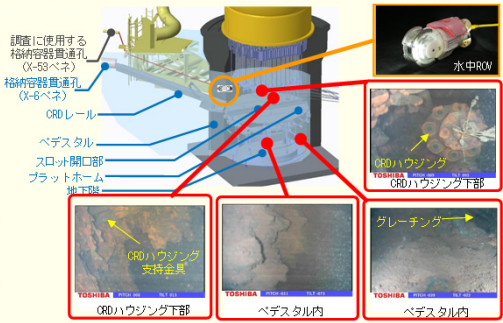 調査に使用する
格納容器貫通孔
(X-53ペネ)
格納容器貫通孔
(X-6ペネ)
CRDレール
ペデスタル
スロット開口部
プラットホーム
地下階
水中ROV
CRDハウジング
TOSHIBA
CRDハウジング下部
CRDハウジング
支持金具
TOSHIBA
CRDハウジング下部
TOSHIBA
ペデスタル内
グレーチング
TOSHIBA
ペデスタル内